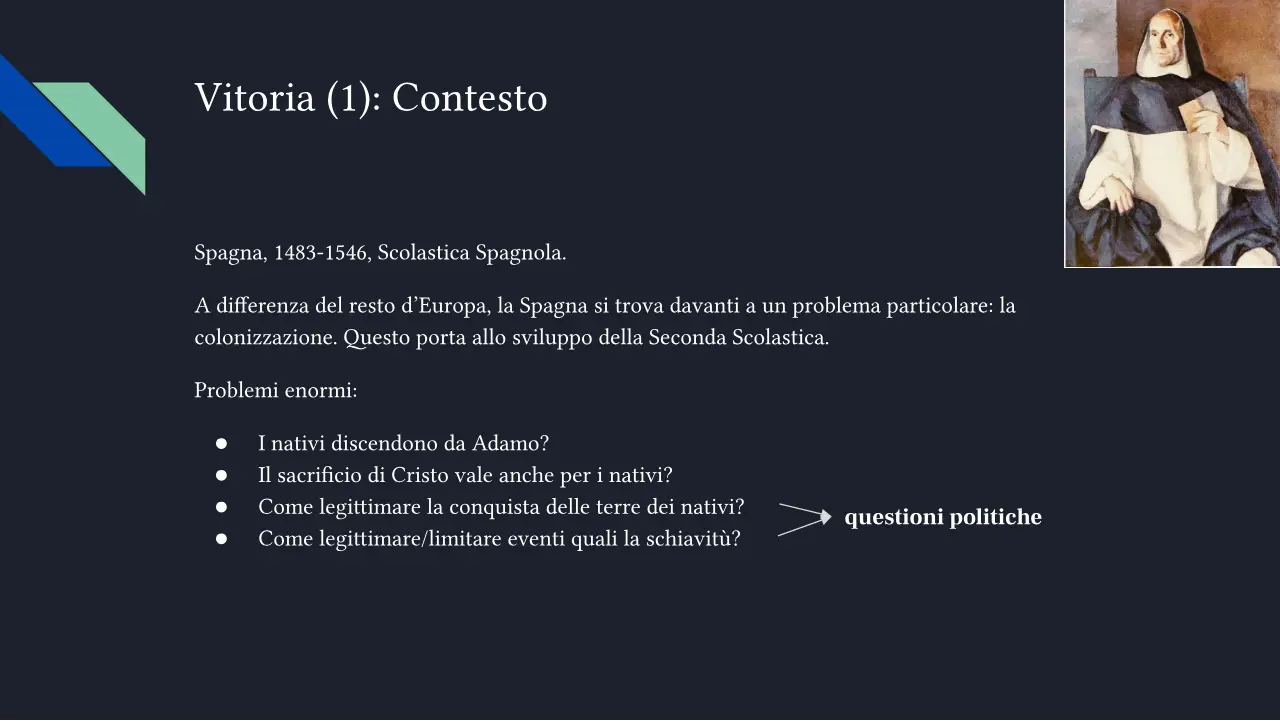 Vitoria (1): Contesto
Spagna, 1483-1546, Scolastica Spagnola.
A differenza del resto d’Europa, la Spagna si trova davanti a un problema particolare: la
colonizzazione. Questo porta allo sviluppo della Seconda Scolastica.
Problemi enormi:
● I nativi discendono da Adamo?
● Il sacrificio di Cristo vale anche per i nativi?
● Come legittimare la conquista delle terre dei nativi?
● Come legittimare/limitare eventi quali la schiavitù?
questioni politiche